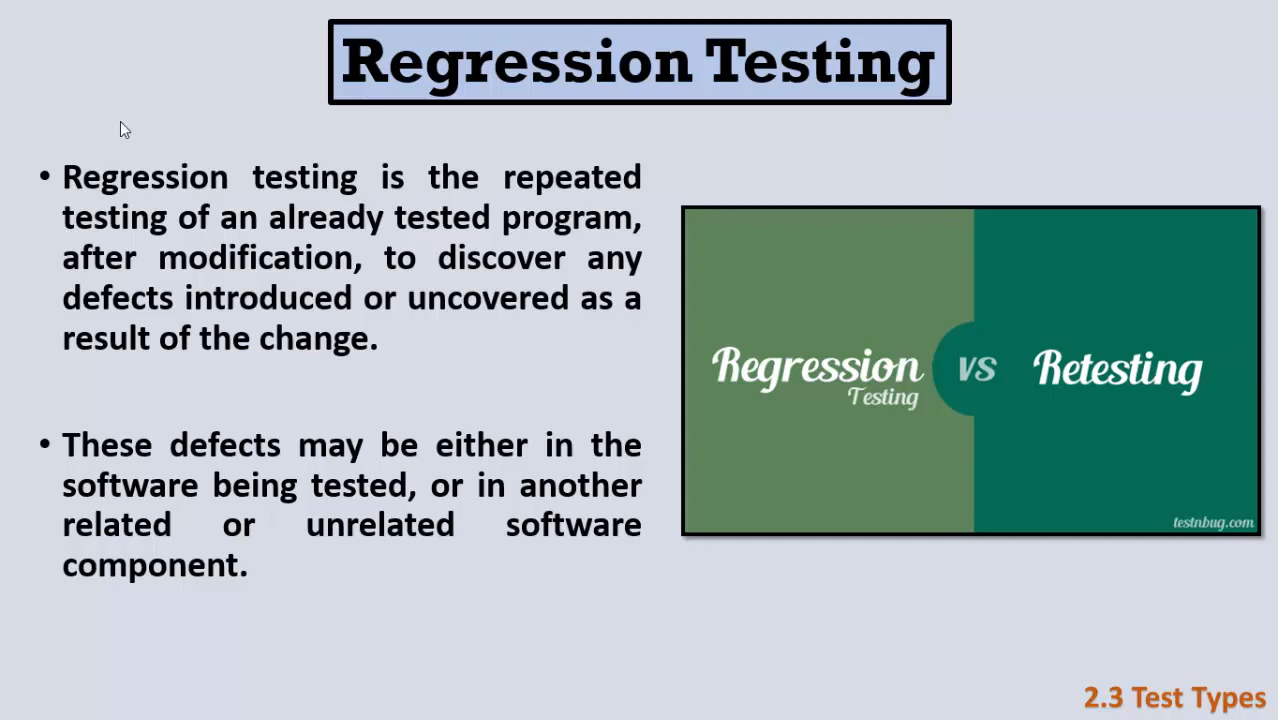 Regression Testing
• Regression testing is the repeated
testing of an already tested program,
after modification, to discover any
defects introduced or uncovered as a
result of the change.
• These defects may be either in the
software being tested, or in another
related or unrelated software
component.
Regression
Testing
VS
Retesting
testnbug.com
2.3 Test Types